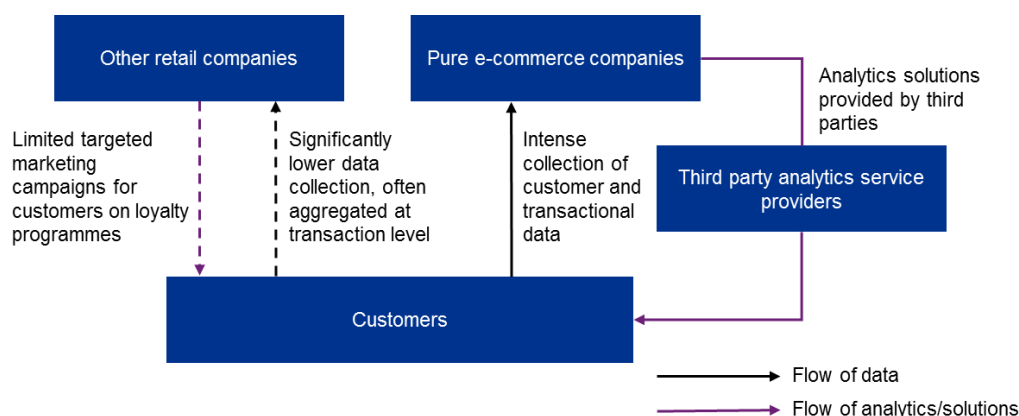 Other retail companies
Pure e-commerce companies
Analytics solutions
provided by third
parties
Limited targeted
marketing
campaigns for
customers on loyalty
programmes
Significantly
lower data
collection, often
aggregated at
transaction level
Intense
collection of
customer and
transactional
data
Third party analytics service
providers
Customers
Flow of data
Flow of analytics/solutions